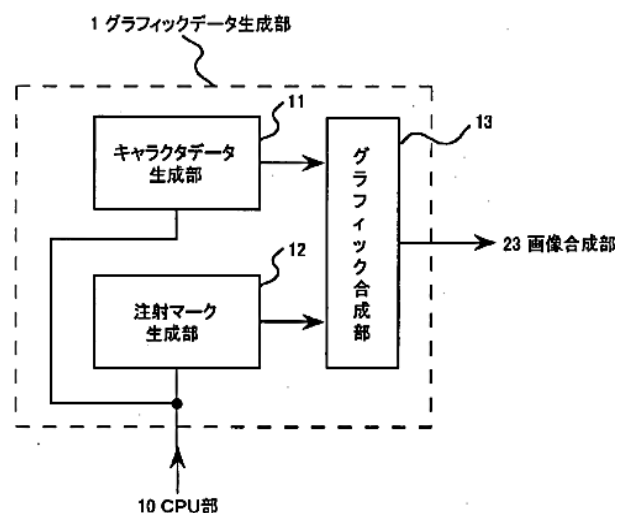 1 グラフィックデータ生成部
11
キャラクタデータ
生成部
13
グラフィック合成部
23 画像合成部
12
注射マーク
生成部
10 CPU部